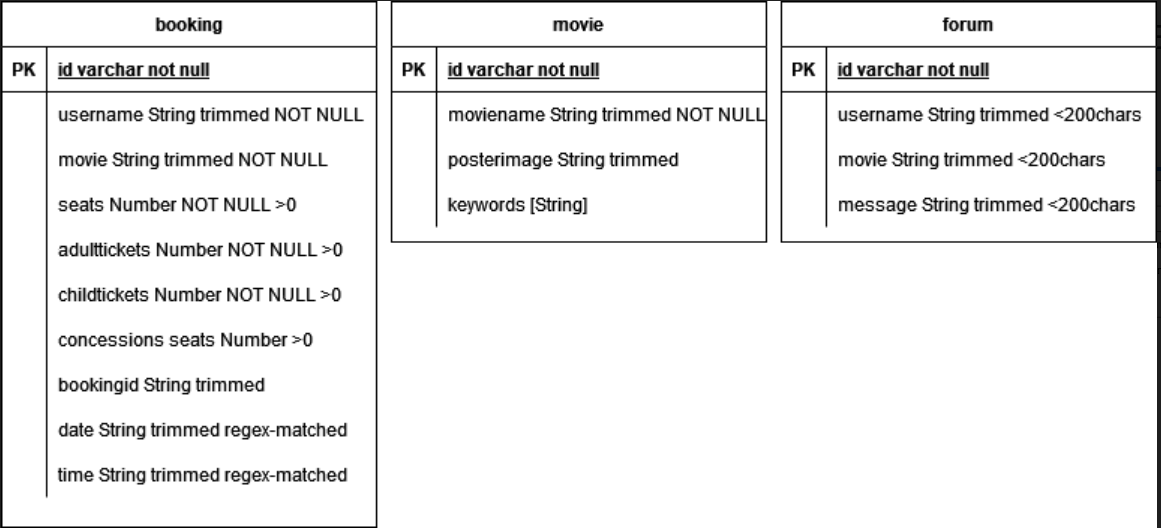 booking
PK id varchar not null
username String trimmed NOT NULL
movie String trimmed NOT NULL
seats Number NOT NULL >0
adulttickets Number NOT NULL >0
childtickets Number NOT NULL >0
concessions seats Number >0
bookingid String trimmed
date String trimmed regex-matched
time String trimmed regex-matched
movie
PK id varchar not null
moviename String trimmed NOT NULL
posterimage String trimmed
keywords [String]
forum
PK id varchar not null
username String trimmed <200chars
movie String trimmed <200chars
message String trimmed <200chars